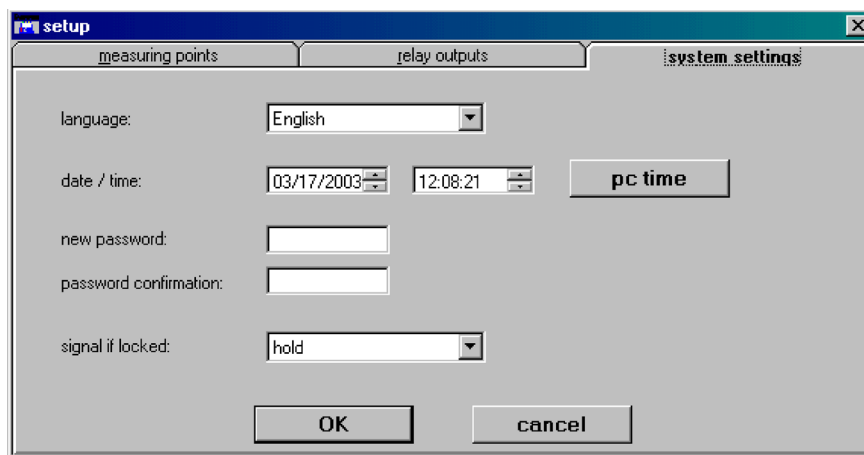 setup
measuring points relay outputs system settings
language: English
date / time: 03/17/2003 12:08:21 pc time
new password:
password confirmation:
signal if locked: hold
OK cancel